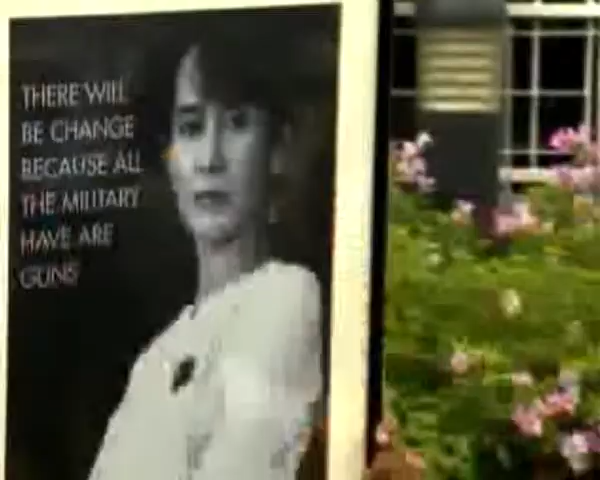 THERE WILL
BE CHANGE
BECAUSE ALL
THE MILITARY
HAVE ARE
GUNS